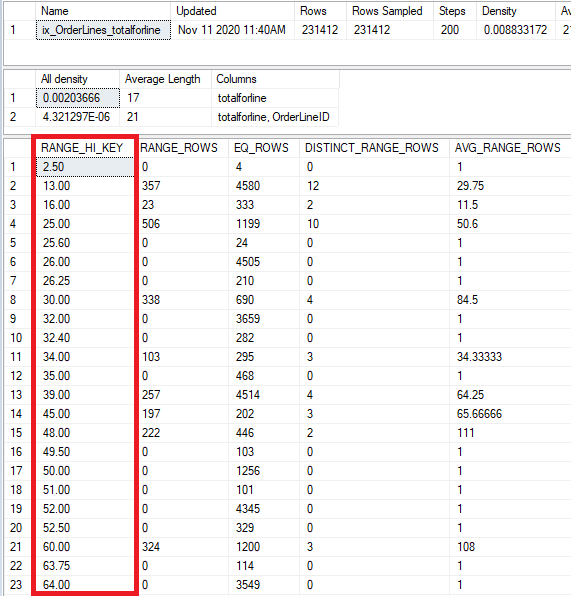 Name Updated Rows Rows Sampled Steps Density Av
1 ix_OrderLines_totalforline Nov 11 2020 11:40AM 231412 231412 200 0.008833172 21
All density Average Length Columns
1 0.00203666 17 totalforline
2 4.321297E-06 21 totalforline, OrderLineID
RANGE_HI_KEY RANGE_ROWS EQ_ROWS DISTINCT_RANGE_ROWS AVG_RANGE_ROWS
1 2.50 0 4 0 1
2 13.00 357 4580 12 29.75
3 16.00 23 333 2 11.5
4 25.00 506 1199 10 50.6
5 25.60 0 24 0 1
6 26.00 0 4505 0 1
7 26.25 0 210 0 1
8 30.00 338 690 4 84.5
9 32.00 0 3659 0 1
10 32.40 0 282 0 1
11 34.00 103 295 3 34.33333
12 35.00 0 468 0 1
13 39.00 257 4514 4 64.25
14 45.00 197 202 3 65.66666
15 48.00 222 446 2 111
16 49.50 0 103 0 1
17 50.00 0 1256 0 1
18 51.00 0 101 0 1
19 52.00 0 4345 0 1
20 52.50 0 329 0 1
21 60.00 324 1200 3 108
22 63.75 0 114 0 1
23 64.00 0 3549 0 1